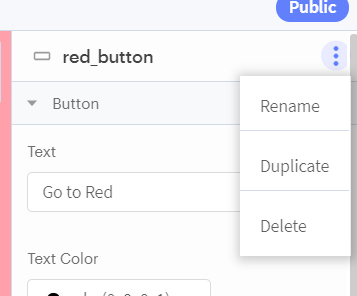 Public
red_button
Button
Rename
Text
Duplicate
Go to Red
Delete
Text Color